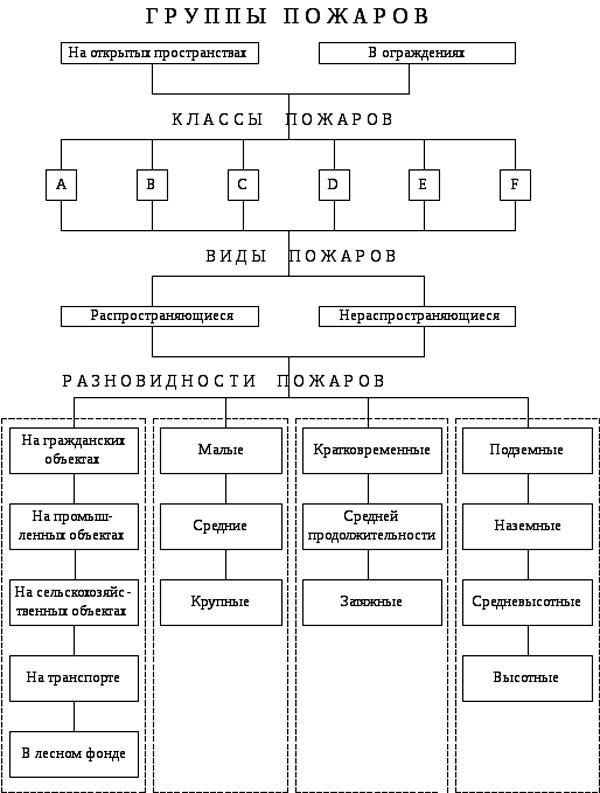 ГРУППЫ ПОЖАРОВ
На открытых пространствах
В ограждениях
КЛАССЫ ПОЖАРОВ
A B C D E F
ВИДЫ ПОЖАРОВ
Распространяющиеся
Нераспространяющиеся
РАЗНОВИДНОСТИ ПОЖАРОВ
На гражданских
объектах
На промыш-
ленных объектах
На сельскохозяйс-
твенных объектах
На транспорте
В лесном фонде
Малые
Средние
Крупные
Кратковременные
Средней
продолжительности
Затяжные
Подземные
Наземные
Средневысотные
Высотные